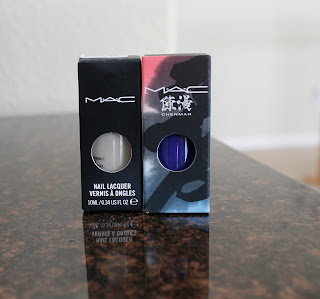 MAC
NAIL LACQUER
VERNIS À ONGLES
10ML/0.34 US FL OZ
MAC
陳漫
CHENMAN